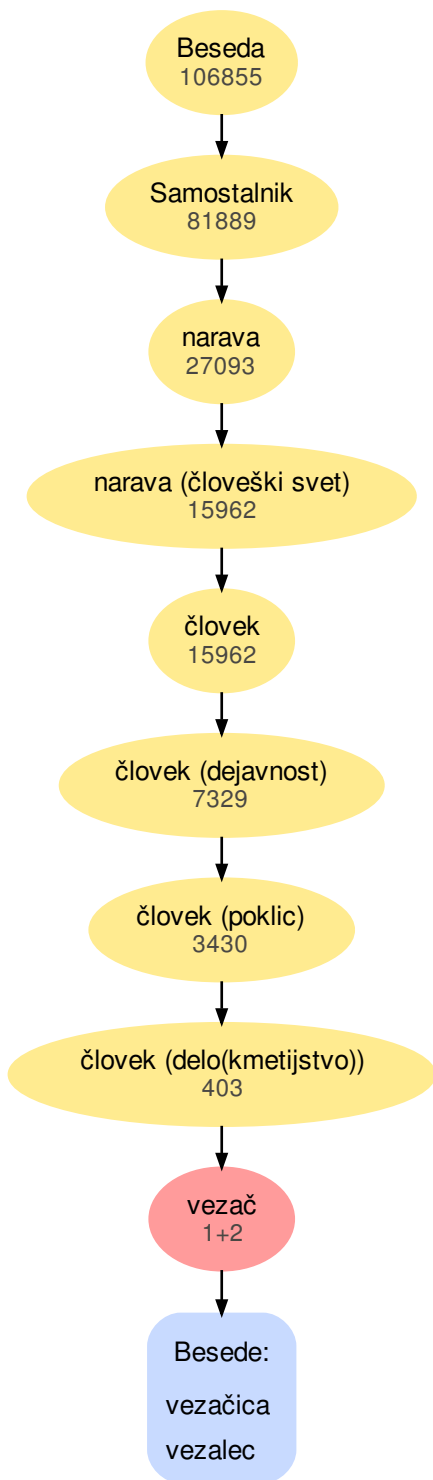 Beseda
106855
Samostalnik
81889
narava
27093
narava (človeški svet)
15962
človek
15962
človek (dejavnost)
7329
človek (poklic)
3430
človek (delo(kmetijstvo))
403
vezač
1+2
Besede:
vezačica
vezalec